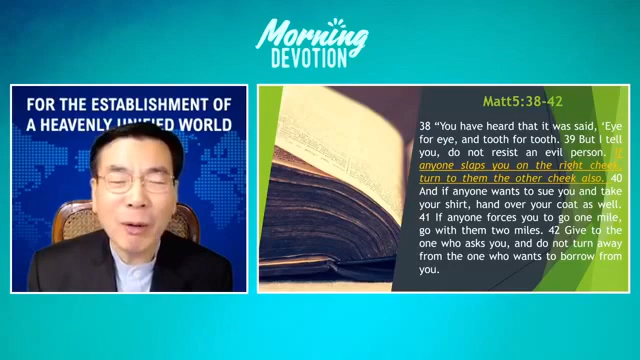 Morning
DEVOTION
FOR THE ESTABLISHMENT OF
A HEAVENLY UNIFIED WORLD
Matt5:38-42
38 “You have heard that it was said, ‘Eye
for eye, and tooth for tooth. 39 But I tell
you, do not resist an evil person. If
anyone slaps you on the right cheek,
turn to them the other cheek also. 40
And if anyone wants to sue you and take
your shirt, hand over your coat as well.
41 If anyone forces you to go one mile,
go with them two miles. 42 Give to the
one who asks you, and do not turn away
from the one who wants to borrow from
you.